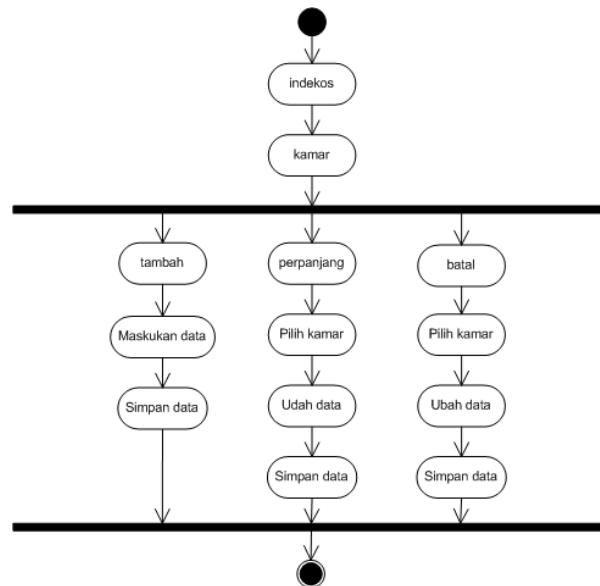 indekos
kamar
tambah
perpanjang
batal
Maskukan data
Pilih kamar
Pilih kamar
Simpan data
Udah data
Ubah data
Simpan data
Simpan data